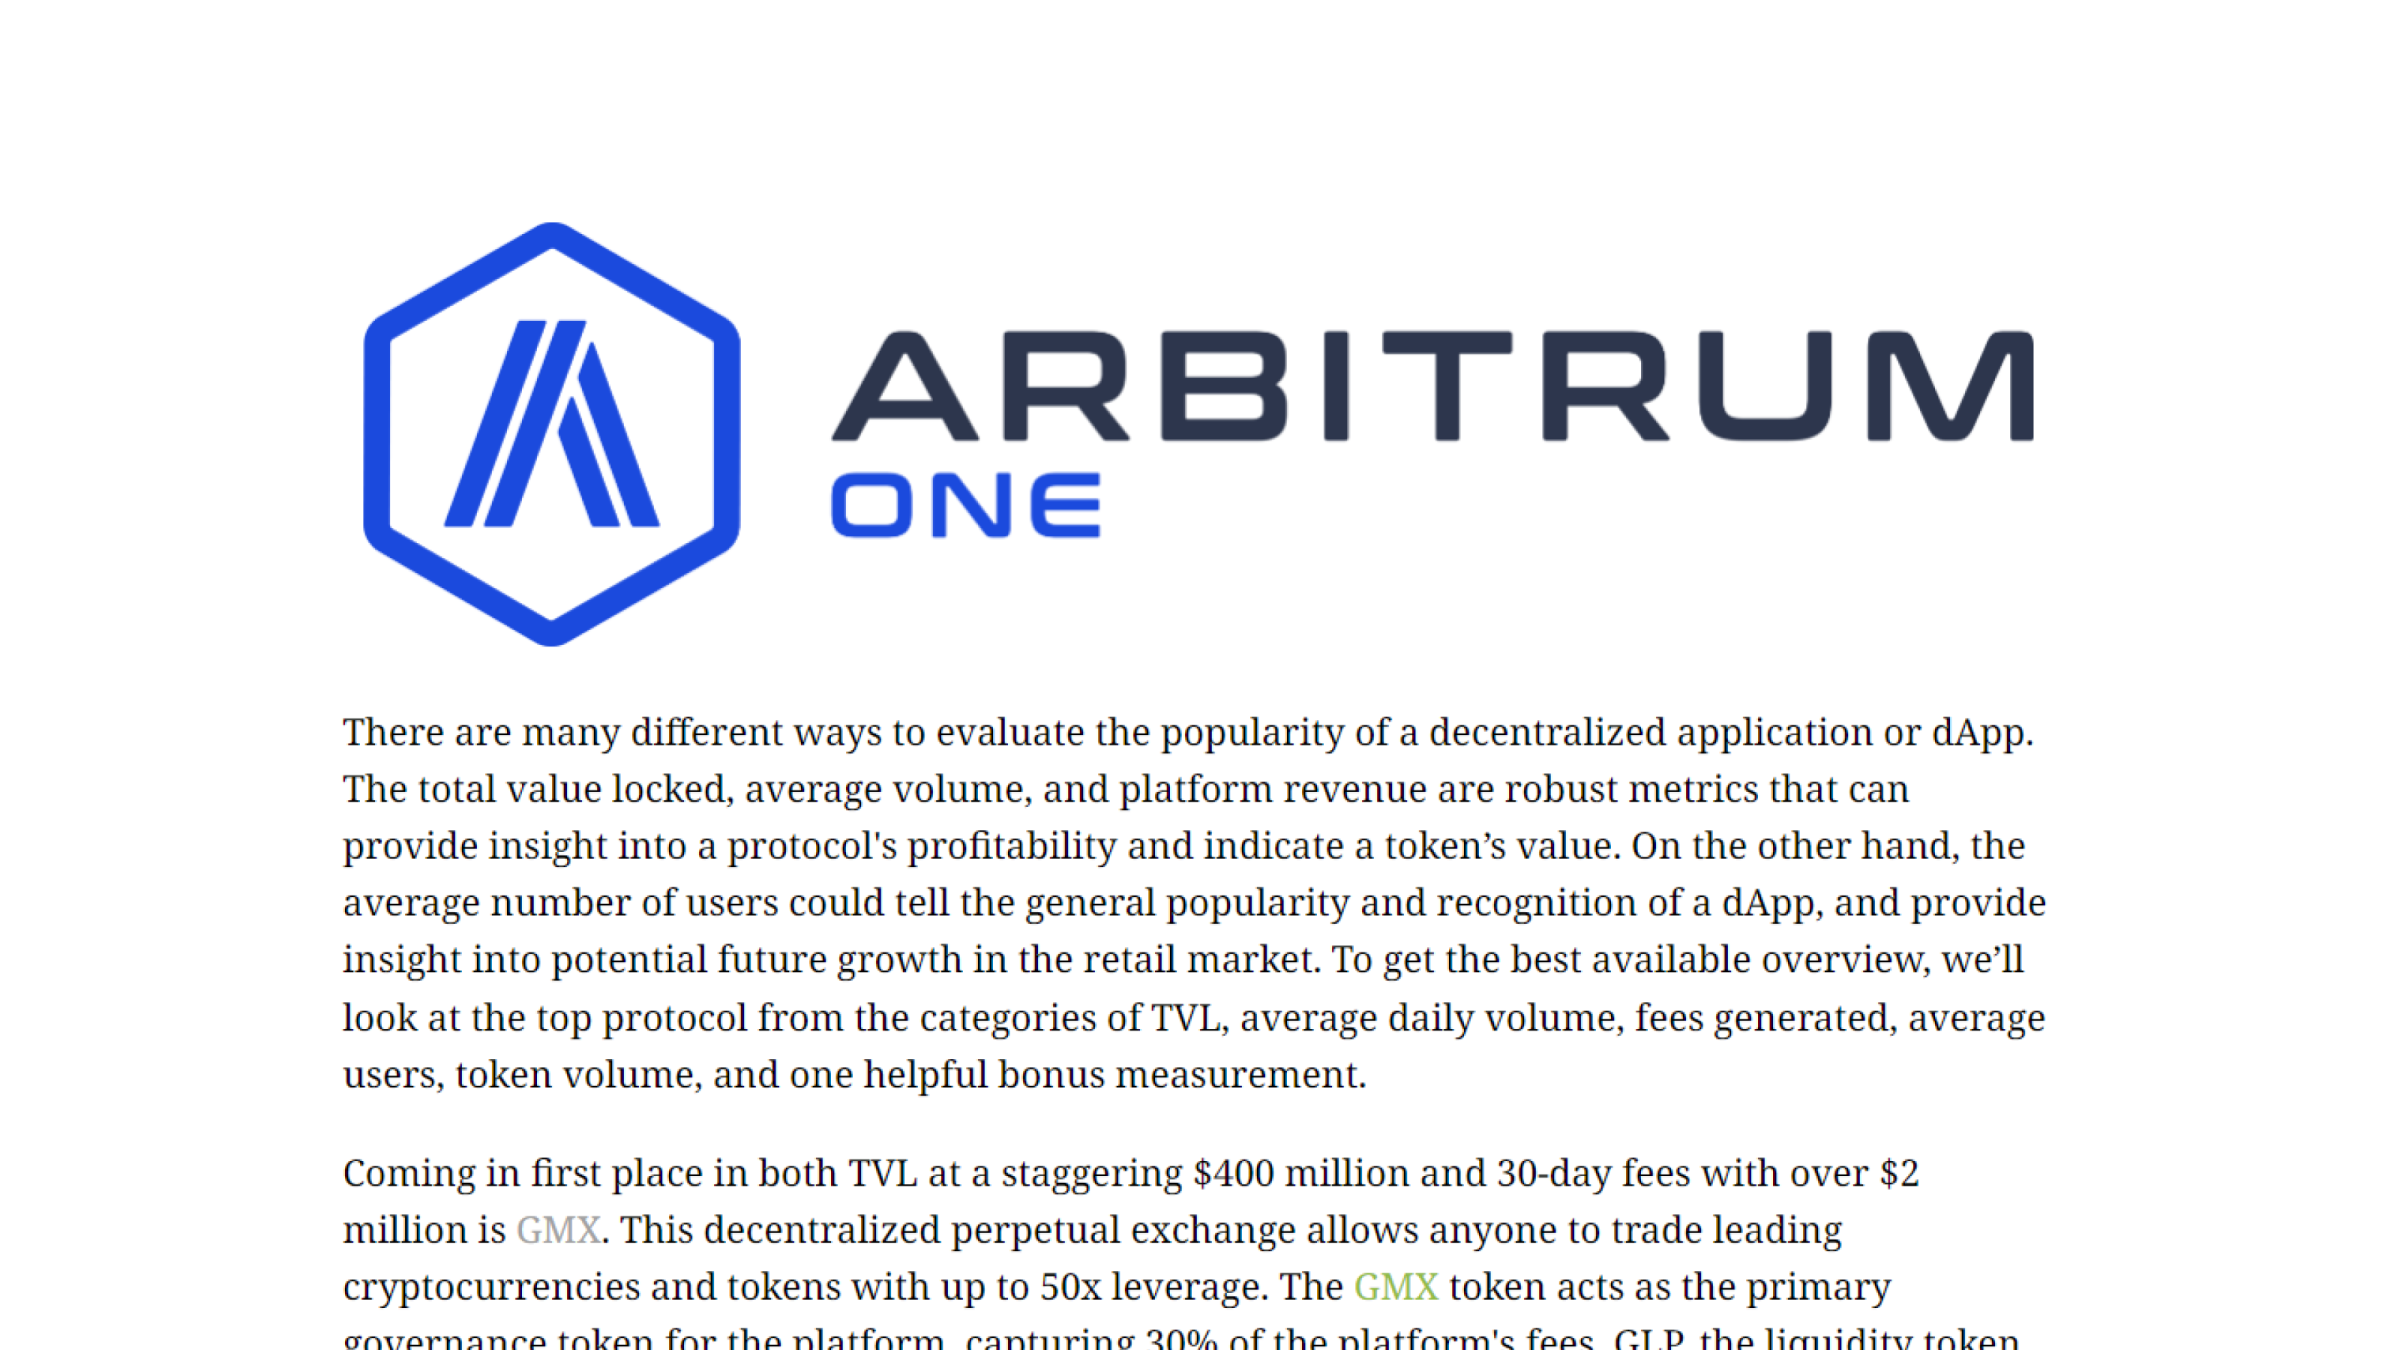 ARBITRUM
ONE
There are many different ways to evaluate the popularity of a decentralized application or dApp.
The total value locked, average volume, and platform revenue are robust metrics that can
provide insight into a protocol's profitability and indicate a token’s value. On the other hand, the
average number of users could tell the general popularity and recognition of a dApp, and provide
insight into potential future growth in the retail market. To get the best available overview, we’ll
look at the top protocol from the categories of TVL, average daily volume, fees generated, average
users, token volume, and one helpful bonus measurement.
Coming in first place in both TVL at a staggering $400 million and 30-day fees with over $2
million is GMX. This decentralized perpetual exchange allows anyone to trade leading
cryptocurrencies and tokens with up to 50x leverage. The GMX token acts as the primary
governance token for the platform, capturing 30% of the platform's fees. GLP, the liquidity token